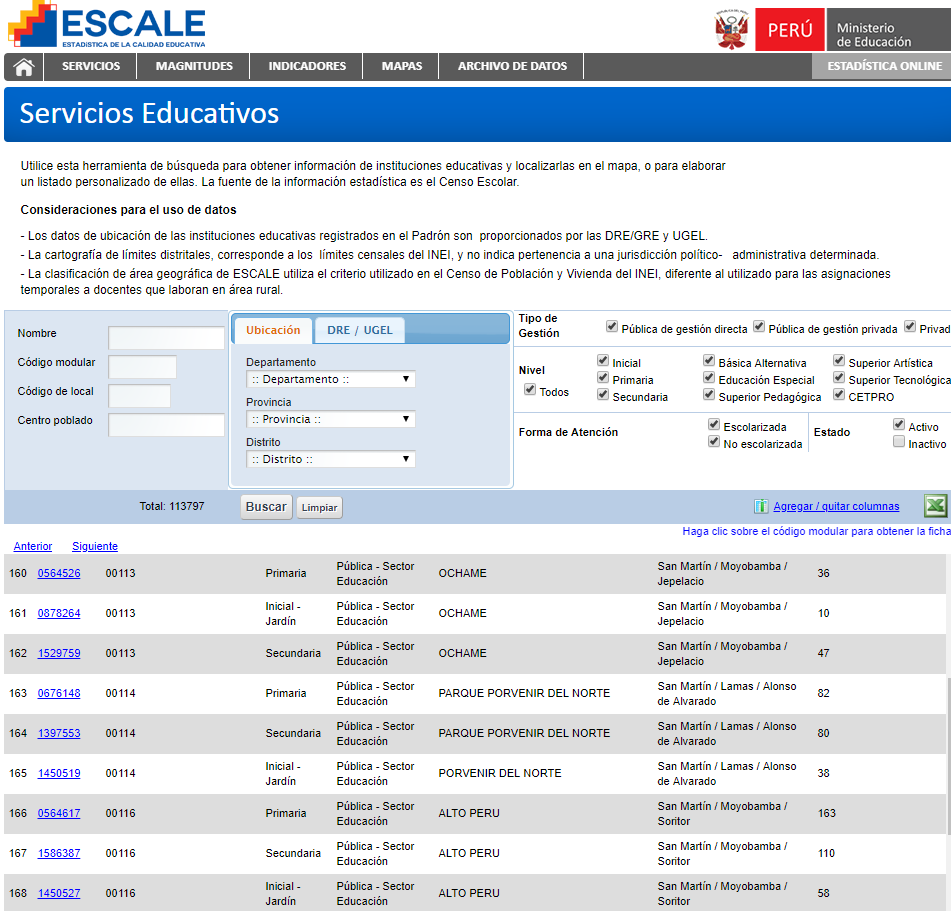 ESCALE
ESTADISTICA DE LA CALIDAD EDUCATIVA
PERÚ
Ministerio
de Educación
SERVICIOS MAGNITUDES INDICADORES MAPAS ARCHIVO DE DATOS ESTADÍSTICA ONLINE
Servicios Educativos
Utilice esta herramienta de búsqueda para obtener información de instituciones educativas y localizarlas en el mapa, o para elaborar
un listado personalizado de ellas. La fuente de la información estadística es el Censo Escolar.
Consideraciones para el uso de datos
- Los datos de ubicación de las instituciones educativas registrados en el Padrón son proporcionados por las DRE/GRE y UGEL.
- La cartografía de límites distritales, corresponde a los límites censales del INEI, y no indica pertenencia a una jurisdicción político- administrativa determinada.
- La clasificación de área geográfica de ESCALE utiliza el criterio utilizado en el Censo de Población y Vivienda del INEI, diferente al utilizado para las asignaciones
temporales a docentes que laboran en área rural.
Nombre
Código modular
Código de local
Centro poblado
Ubicación DRE / UGEL
Departamento
:: Departamento ::
Provincia
:: Provincia ::
Distrito
:: Distrito ::
Tipo de
Gestión
Pública de gestión directa Pública de gestión privada Privad
Nivel
Todos
Inicial Básica Alternativa Superior Artística
Primaria Educación Especial Superior Tecnológica
Secundaria Superior Pedagógica CETPRO
Forma de Atención
Escolarizada
No escolarizada
Estado
Activo
Inactivo
Total: 113797 Buscar Limpiar Agregar / quitar columnas
Haga clic sobre el código modular para obtener la ficha
Anterior Siguiente
160 0564526 00113 Primaria Pública - Sector Educación OCHAME San Martín / Moyobamba / Jepelacio 36
161 0878264 00113 Inicial - Jardín Pública - Sector Educación OCHAME San Martín / Moyobamba / Jepelacio 10
162 1529759 00113 Secundaria Pública - Sector Educación OCHAME San Martín / Moyobamba / Jepelacio 47
163 0676148 00114 Primaria Pública - Sector Educación PARQUE PORVENIR DEL NORTE San Martín / Lamas / Alonso de Alvarado 82
164 1397553 00114 Secundaria Pública - Sector Educación PARQUE PORVENIR DEL NORTE San Martín / Lamas / Alonso de Alvarado 80
165 1450519 00114 Inicial - Jardín Pública - Sector Educación PORVENIR DEL NORTE San Martín / Lamas / Alonso de Alvarado 38
166 0564617 00116 Primaria Pública - Sector Educación ALTO PERU San Martín / Moyobamba / Soritor 163
167 1586387 00116 Secundaria Pública - Sector Educación ALTO PERU San Martín / Moyobamba / Soritor 110
168 1450527 00116 Inicial - Jardín Pública - Sector Educación ALTO PERU San Martín / Moyobamba / Soritor 58